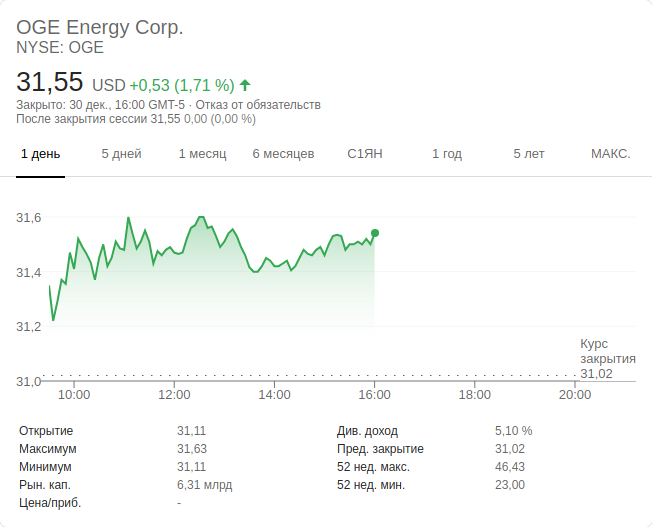 OGE Energy Corp.
NYSE: OGE
31,55 USD +0,53 (1,71 %)
Закрыто: 30 дек., 16:00 GMT-5 · Отказ от обязательств
После закрытия сессии 31,55 0,00 (0,00 %)
1 день 5 дней 1 месяц 6 месяцев С1ЯН 1 год 5 лет МАКС.
31,6
31,4
31,2
Курс
закрытия
31,02
31,0
10:00 12:00 14:00 16:00 18:00 20:00
Открытие 31,11 Див. доход 5,10 %
Максимум 31,63 Пред. закрытие 31,02
Минимум 31,11 52 нед. макс. 46,43
Рын. кап. 6,31 млрд 52 нед. мин. 23,00
Цена/приб. -